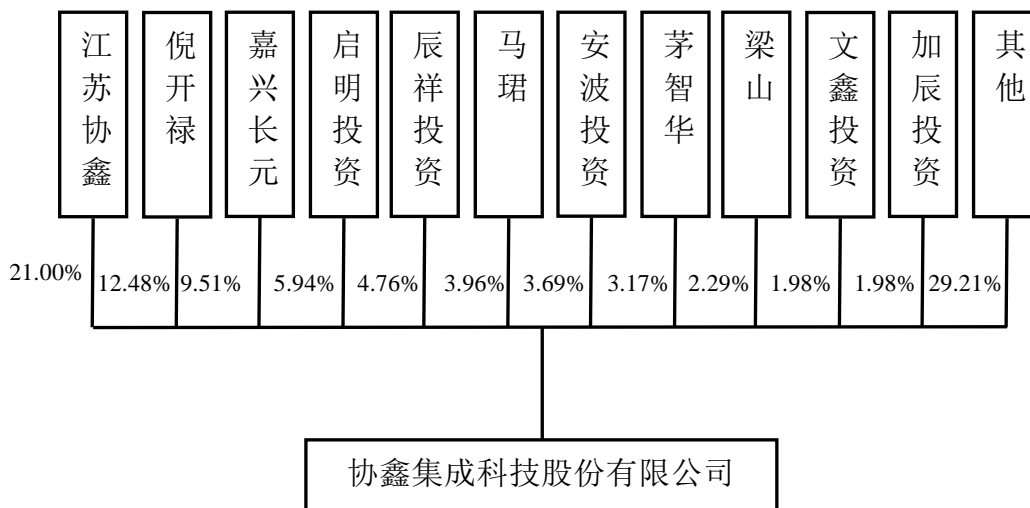 江苏协鑫
倪开禄
嘉兴长元
启明投资
辰祥投资
马珺
安波投资
茅智华
梁山
文鑫投资
加辰投资
其他
21.00%
12.48%
9.51%
5.94%
4.76%
3.96%
3.69%
3.17%
2.29%
1.98%
1.98%
29.21%
协鑫集成科技股份有限公司